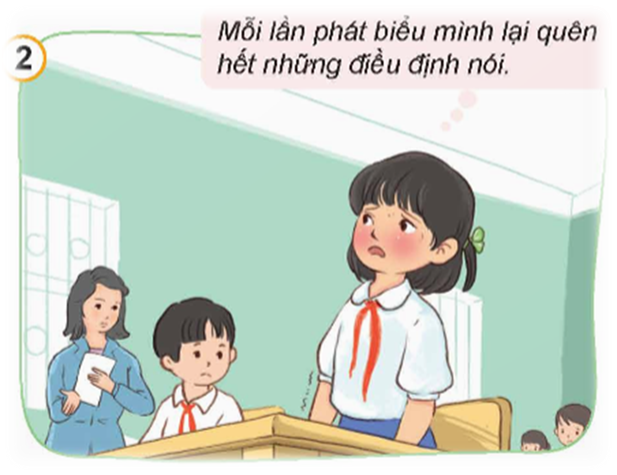 2
Mỗi lần phát biểu mình lại quên
hết những điều định nói.